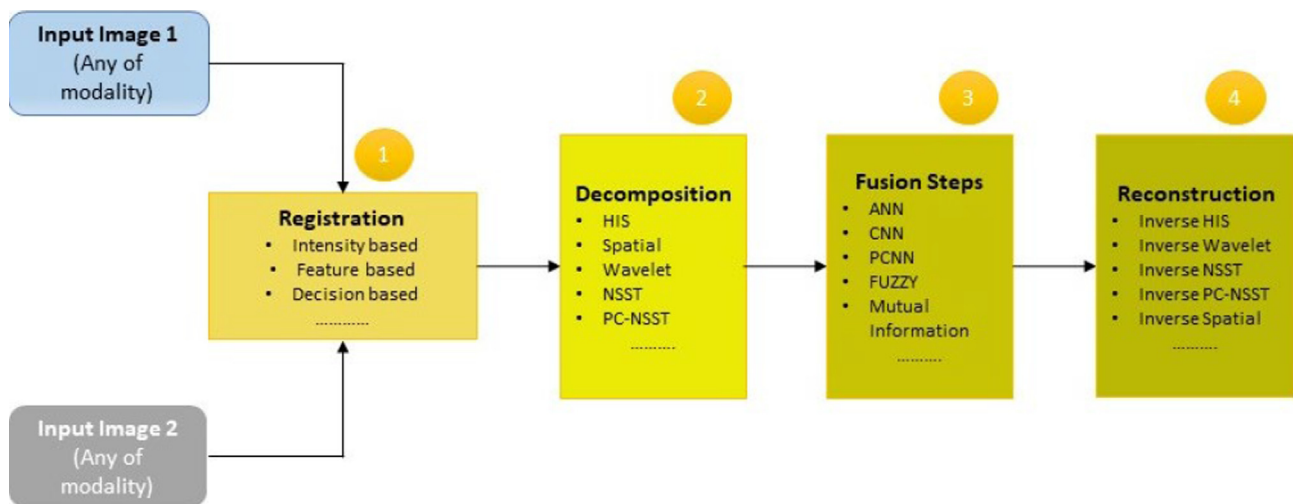 Input Image 1
(Any of
modality)
1
Registration
• Intensity based
• Feature based
• Decision based
............
Input Image 2
(Any of
modality)
2
Decomposition
• HIS
• Spatial
• Wavelet
• NSST
• PC-NSST
..........
3
Fusion Steps
• ANN
• CNN
• PCNN
• FUZZY
• Mutual
Information
..........
4
Reconstruction
• Inverse HIS
• Inverse Wavelet
• Inverse NSST
• Inverse PC-NSST
• Inverse Spatial
..........